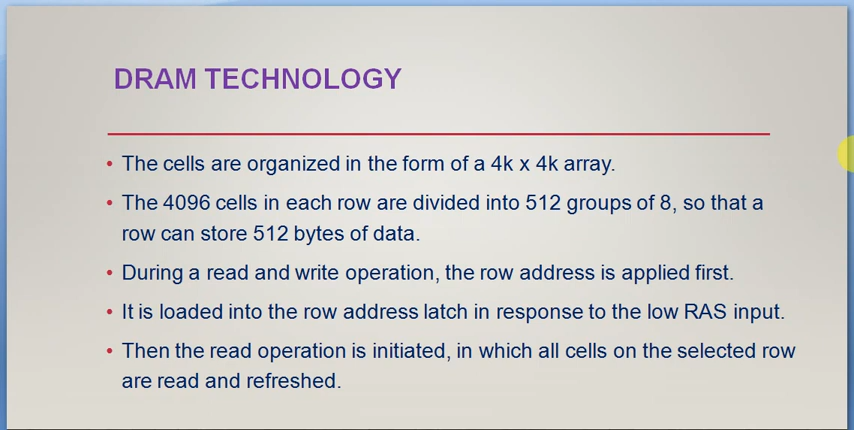 DRAM TECHNOLOGY
• The cells are organized in the form of a 4k x 4k array.
• The 4096 cells in each row are divided into 512 groups of 8, so that a
row can store 512 bytes of data.
• During a read and write operation, the row address is applied first.
• It is loaded into the row address latch in response to the low RAS input.
• Then the read operation is initiated, in which all cells on the selected row
are read and refreshed.